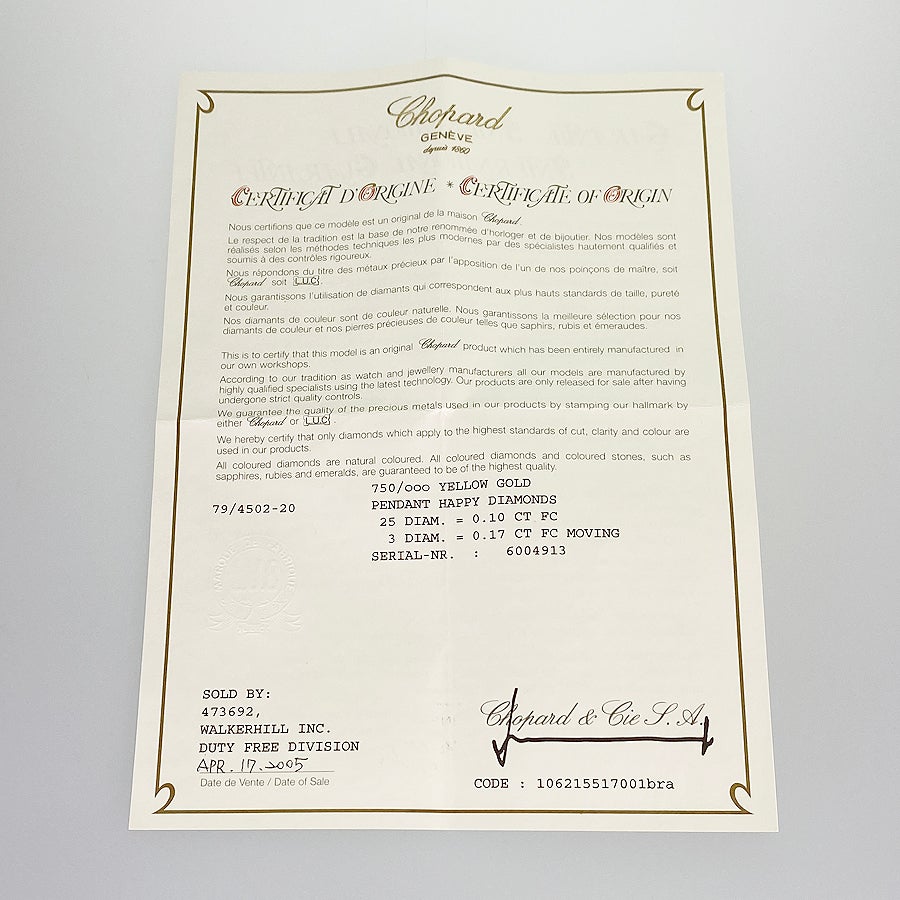 Chopard
GENÈVE
depuis 1860
CERTIFICAT D'ORIGINE * CERTIFICATE OF ORIGIN
Nous certifions que ce modèle est un original de la maison Chopard.
Le respect de la tradition est la base de notre renommée d'horloger et de bijoutier. Nos modèles sont
réalisés selon les méthodes techniques les plus modernes par des spécialistes hautement qualifiés et
soumis à des contrôles rigoureux.
Nous répondons du titre des métaux précieux par l'apposition de l'un de nos poinçons de maître, soit
Chopard soit L.U.C.
Nous garantissons l'utilisation de diamants qui correspondent aux plus hauts standards de taille, pureté
et couleur.
Nos diamants de couleur sont de couleur naturelle. Nous garantissons la meilleure sélection pour nos
diamants de couleur et nos pierres précieuses de couleur telles que saphirs, rubis et émeraudes.
This is to certify that this model is an original Chopard product which has been entirely manufactured in
our own workshops.
According to our tradition as watch and jewellery manufacturers all our models are manufactured by
highly qualified specialists using the latest technology. Our products are only released for sale after having
undergone strict quality controls.
We guarantee the quality of the precious metals used in our products by stamping our hallmark by
either Chopard or L.U.C.
We hereby certify that only diamonds which apply to the highest standards of cut, clarity and colour are
used in our products.
All coloured diamonds are natural coloured. All coloured diamonds and coloured stones, such as
sapphires, rubies and emeralds, are guaranteed to be of the highest quality.
79/4502-20
750/ooo YELLOW GOLD
PENDANT HAPPY DIAMONDS
25 DIAM. = 0.10 CT FC
3 DIAM. = 0.17 CT FC MOVING
SERIAL-NR. : 6004913
SOLD BY:
473692,
WALKERHILL INC.
DUTY FREE DIVISION
APR. 17. 2005
Date de Vente / Date of Sale
Chopard & Cie S.A.
CODE : 106215517001bra